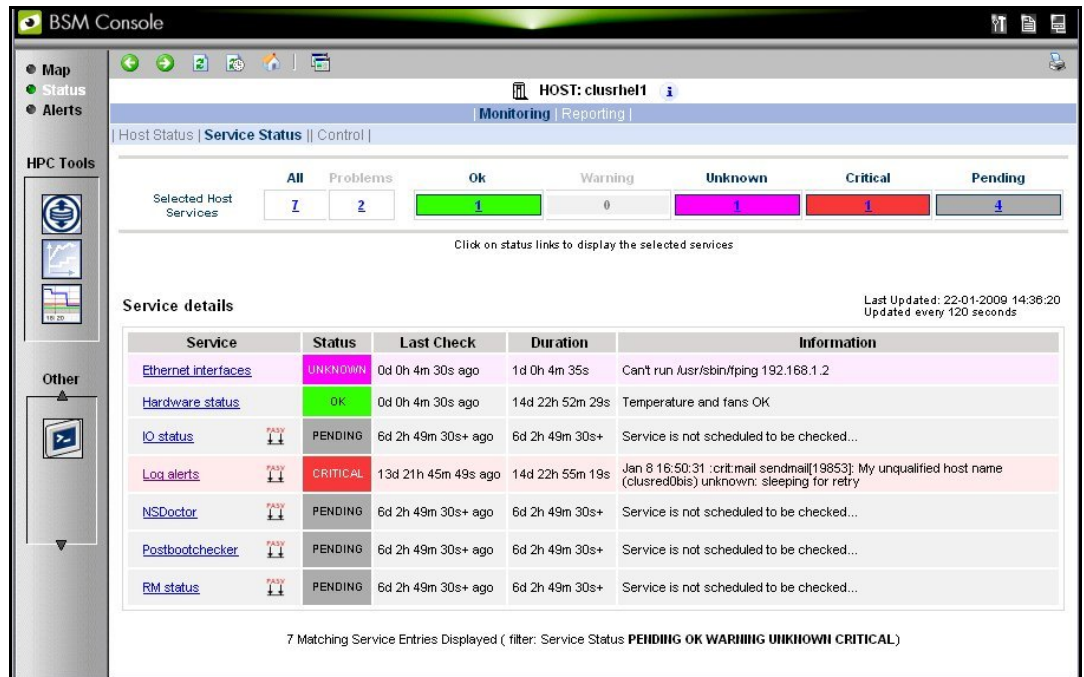 BSM Console
Map
Status
Alerts
HPC Tools
Other
HOST: clusrhel1 i
Monitoring | Reporting |
| Host Status | Service Status || Control |
All Problems Ok Warning Unknown Critical Pending
Selected Host Services 7 2 1 0 1 1 4
Click on status links to display the selected services
Service details
Last Updated: 22-01-2009 14:36:20
Updated every 120 seconds
Service Status Last Check Duration Information
Ethernet interfaces UNKNOWN 0d 0h 4m 30s ago 1d 0h 4m 35s Can't run /usr/sbin/fping 192.168.1.2
Hardware status OK 0d 0h 4m 30s ago 14d 22h 52m 29s Temperature and fans OK
IO status PASV PENDING 6d 2h 49m 30s+ ago 6d 2h 49m 30s+ Service is not scheduled to be checked...
Log alerts PASV CRITICAL 13d 21h 45m 49s ago 14d 22h 55m 19s Jan 8 16:50:31 :crit:mail sendmail[19853]: My unqualified host name
(clusred0bis) unknown: sleeping for retry
NSDoctor PASV PENDING 6d 2h 49m 30s+ ago 6d 2h 49m 30s+ Service is not scheduled to be checked...
Postbootchecker PASV PENDING 6d 2h 49m 30s+ ago 6d 2h 49m 30s+ Service is not scheduled to be checked...
RM status PASV PENDING 6d 2h 49m 30s+ ago 6d 2h 49m 30s+ Service is not scheduled to be checked...
7 Matching Service Entries Displayed ( filter: Service Status PENDING OK WARNING UNKNOWN CRITICAL)